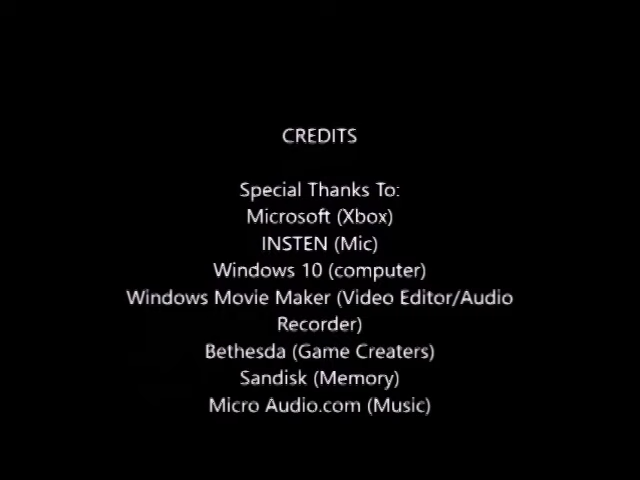 CREDITS
Special Thanks To:
Microsoft (Xbox)
INSTEN (Mic)
Windows 10 (computer)
Windows Movie Maker (Video Editor/Audio
Recorder)
Bethesda (Game Creaters)
Sandisk (Memory)
Micro Audio.com (Music)